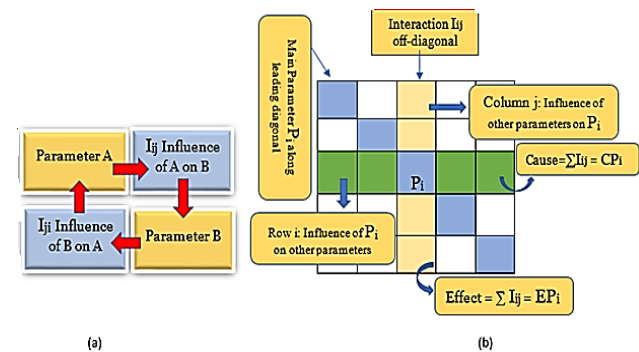 Parameter A
Iij Influence
of A on B
Iji Influence
of B on A
Parameter B
(a)
Main Parameter Pi along
leading diagonal
Interaction Iij
off-diagonal
Column j: Influence of
other parameters on Pi
Cause=∑Iij = CPi
Pi
Row i: Influence of Pi
on other parameters
Effect = ∑ Iij = EPi
(b)